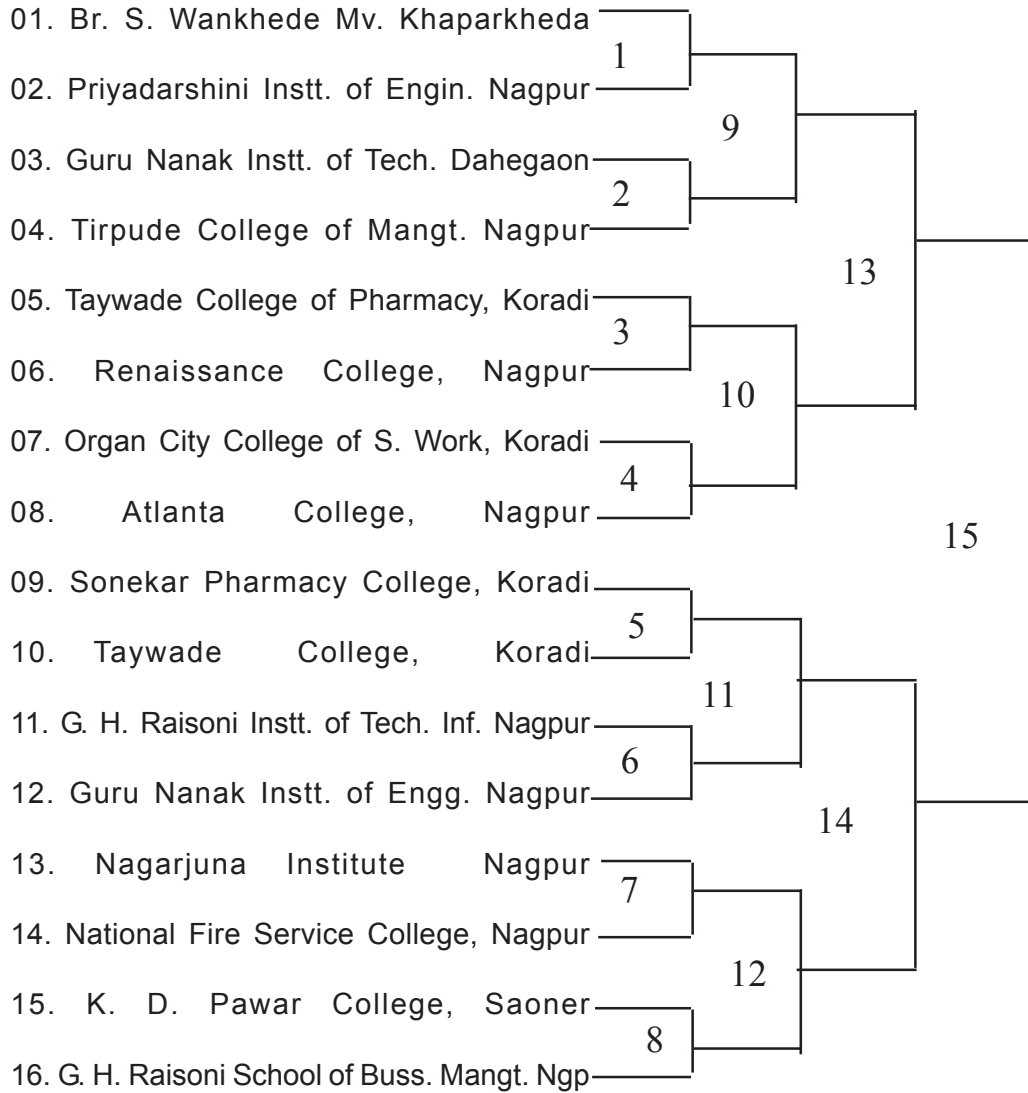 01. Br. S. Wankhede Mv. Khaparkheda
1
02. Priyadarshini Instt. of Engin. Nagpur
9
03. Guru Nanak Instt. of Tech. Dahegaon
2
04. Tirpude College of Mangt. Nagpur
13
05. Taywade College of Pharmacy, Koradi
3
06. Renaissance College, Nagpur
10
07. Organ City College of S. Work, Koradi
4
08. Atlanta College, Nagpur
15
09. Sonekar Pharmacy College, Koradi
5
10. Taywade College, Koradi
11
11. G. H. Raisoni Instt. of Tech. Inf. Nagpur
6
12. Guru Nanak Instt. of Engg. Nagpur
14
13. Nagarjuna Institute Nagpur
7
14. National Fire Service College, Nagpur
12
15. K. D. Pawar College, Saoner
8
16. G. H. Raisoni School of Buss. Mangt. Ngp